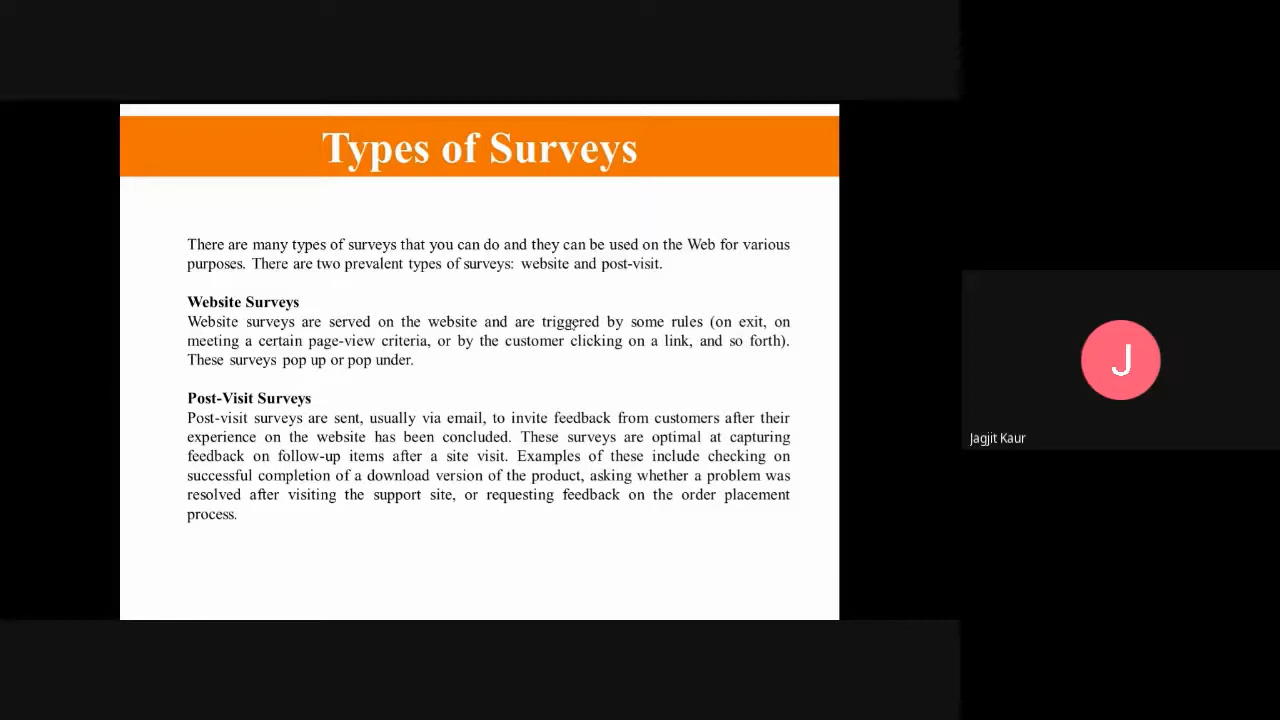 Types of Surveys
There are many types of surveys that you can do and they can be used on the Web for various
purposes. There are two prevalent types of surveys: website and post-visit.
Website Surveys
Website surveys are served on the website and are triggered by some rules (on exit, on
meeting a certain page-view criteria, or by the customer clicking on a link, and so forth).
These surveys pop up or pop under.
Post-Visit Surveys
Post-visit surveys are sent, usually via email, to invite feedback from customers after their
experience on the website has been concluded. These surveys are optimal at capturing
feedback on follow-up items after a site visit. Examples of these include checking on
successful completion of a download version of the product, asking whether a problem was
resolved after visiting the support site, or requesting feedback on the order placement
process.
J
Jagjit Kaur